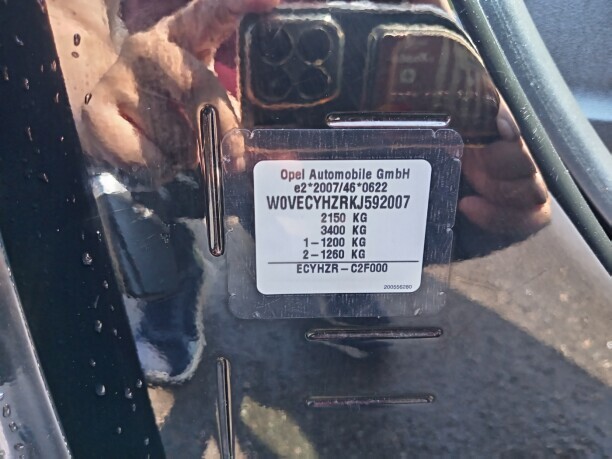 Opel Automobile GmbH
e2*2007/46*0622
W0VECYHZRKJ592007
2150 KG
3400 KG
1-1200 KG
2-1260 KG
ECYHZR-C2F000
200556280